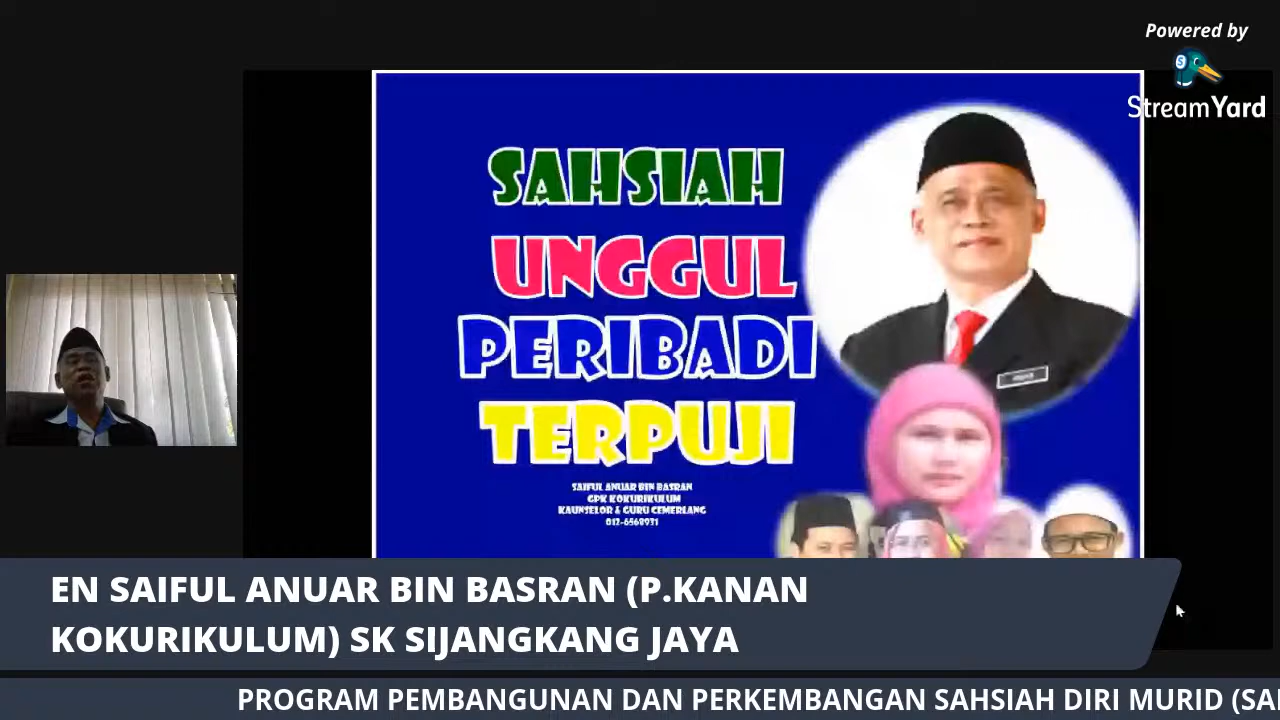 Powered by
StreamYard
SAHSIAH
UNGGUL
PERIBADI
TERPUJI
SAIFUL ANUAR BIN BASRAN
GPK KOKURIKULUM
KAUNSELOR & GURU CEMERLANG
012-6568931
EN SAIFUL ANUAR BIN BASRAN (P.KANAN
KOKURIKULUM) SK SIJANGKANG JAYA
PROGRAM PEMBANGUNAN DAN PERKEMBANGAN SAHSIAH DIRI MURID (SA